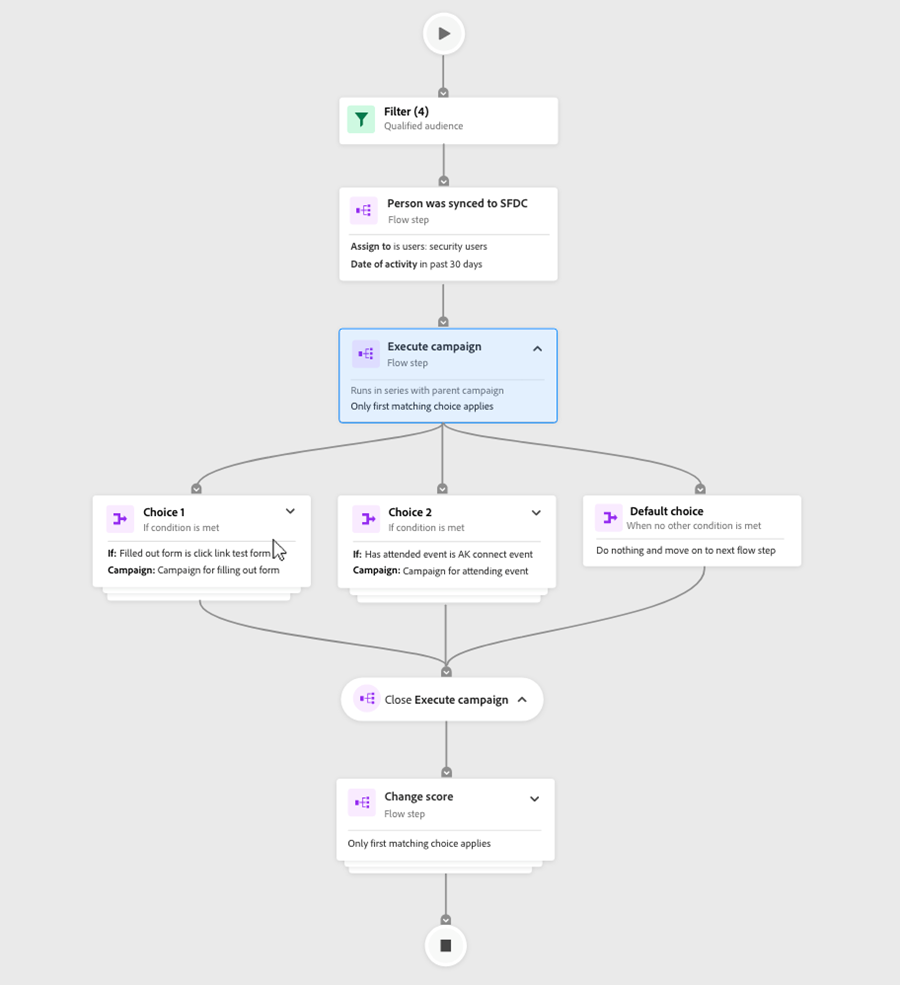 Filter (4)
Qualified audience
Person was synced to SFDC
Flow step
Assign to is users: security users
Date of activity in past 30 days
Execute campaign
Flow step
Runs in series with parent campaign
Only first matching choice applies
Choice 1
If condition is met
If: Filled out form is click link test form
Campaign: Campaign for filling out form
Choice 2
If condition is met
If: Has attended event is AK connect event
Campaign: Campaign for attending event
Default choice
When no other condition is met
Do nothing and move on to next flow step
Close Execute campaign
Change score
Flow step
Only first matching choice applies